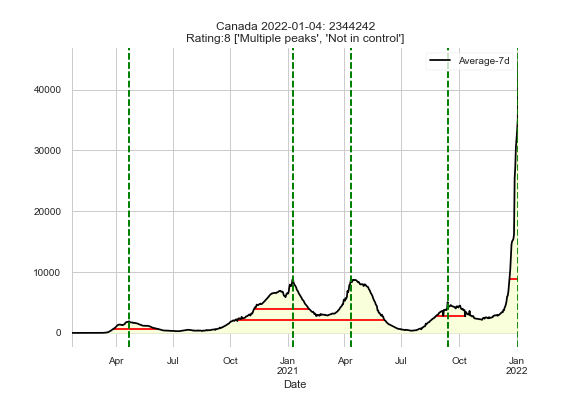 Canada 2022-01-04: 2344242
Rating:8 ['Multiple peaks', 'Not in control']
Average-7d
40000
30000
20000
10000
0
Apr Jul Oct Jan Apr Jul Oct Jan
2021 2022
Date